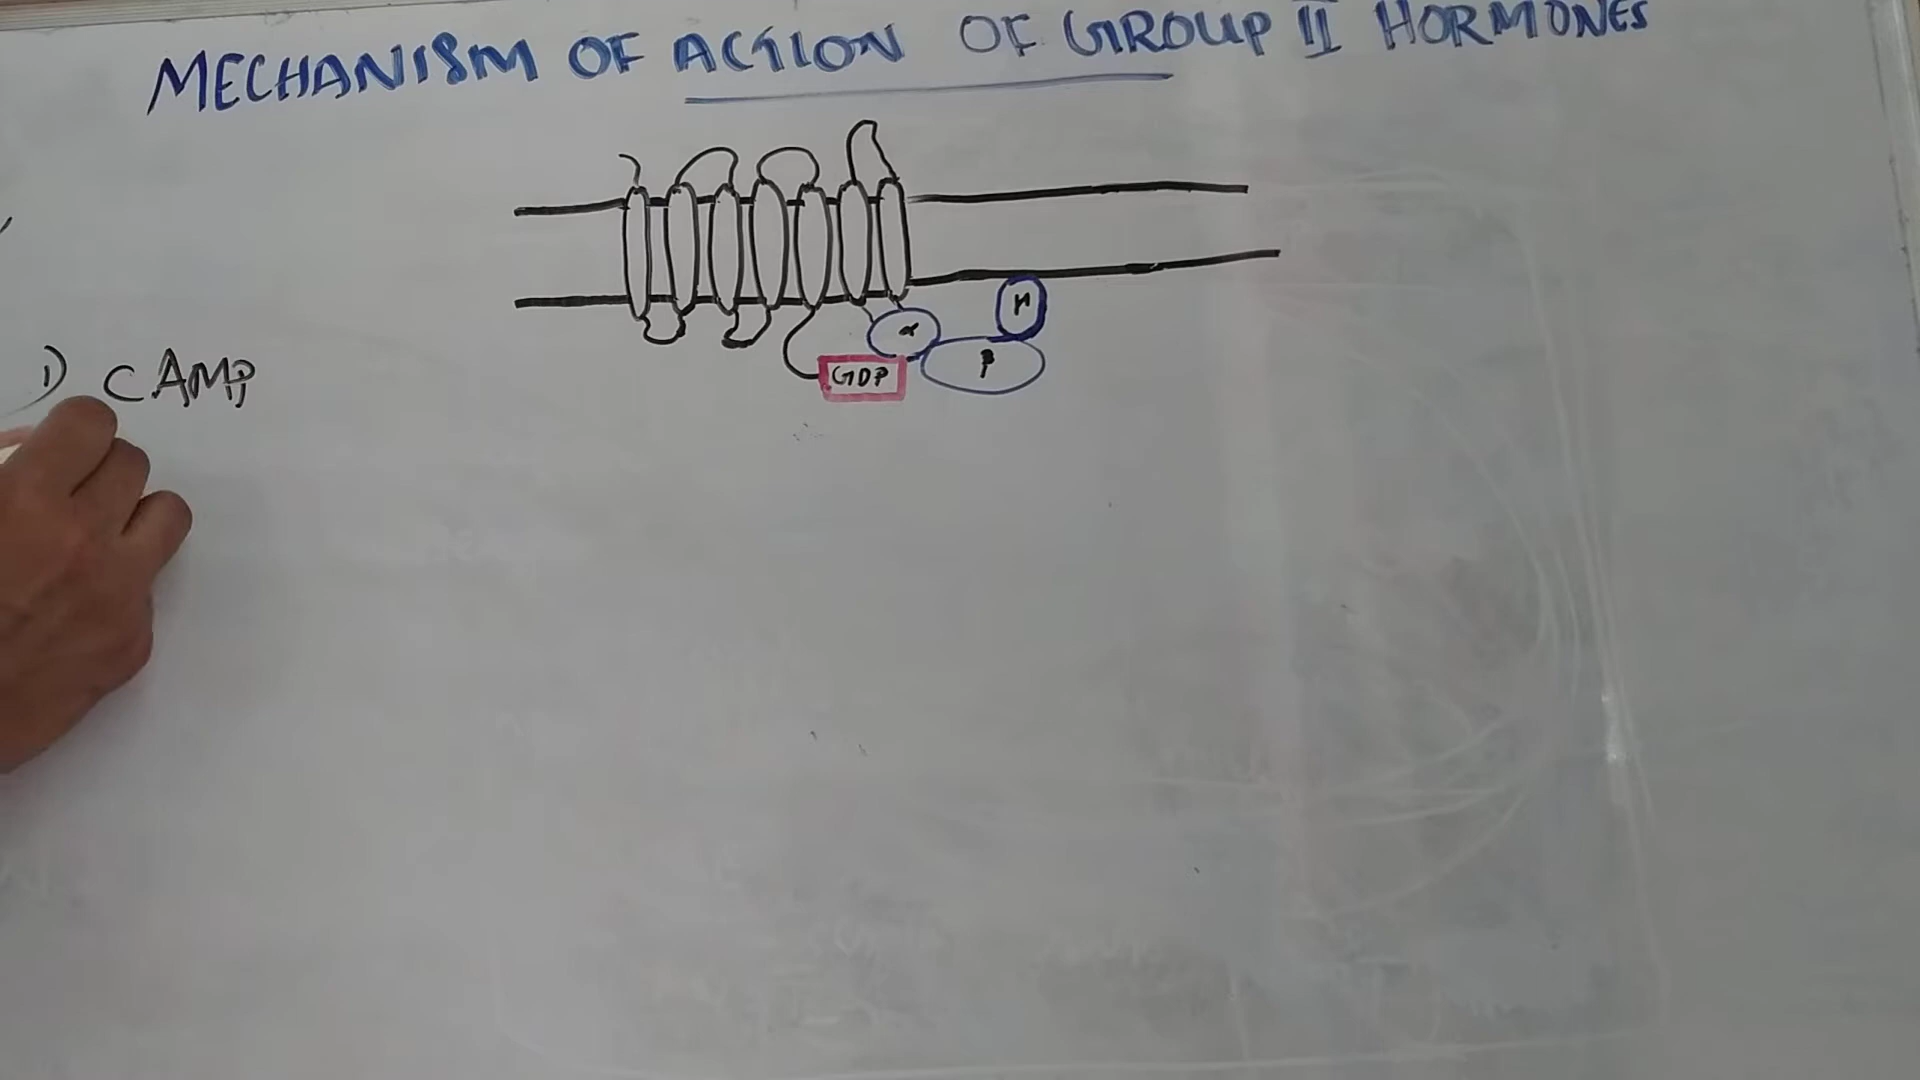 MECHANISM OF ACTION OF GROUP II HORMONES
γ
α
β
GDP
1) CAMP